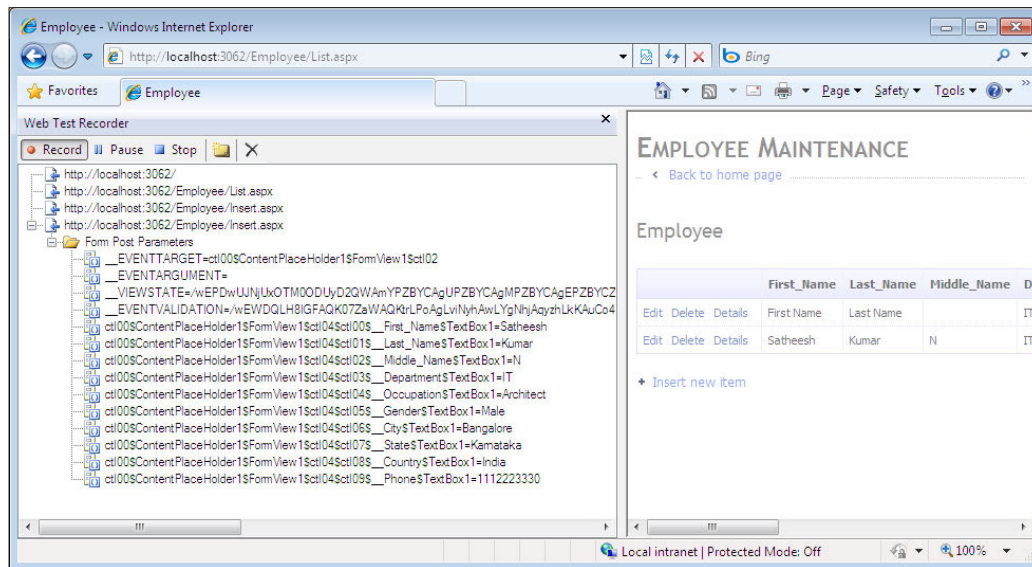 Employee - Windows Internet Explorer
http://localhost:3062/Employee/List.aspx
Bing
Favorites
Employee
Page
Safety
Tools
Web Test Recorder
Record
Pause
Stop
http://localhost:3062/
http://localhost:3062/Employee/List.aspx
http://localhost:3062/Employee/Insert.aspx
http://localhost:3062/Employee/Insert.aspx
Form Post Parameters
__EVENTTARGET=ctl00$ContentPlaceHolder1$FormView1$ctl02
__EVENTARGUMENT=
ctl00$ContentPlaceHolder1$FormView1$ctl04$ctl00$__First_Name$TextBox1=Satheesh
ctl00$ContentPlaceHolder1$FormView1$ctl04$ctl01$__Last_Name$TextBox1=Kumar
ctl00$ContentPlaceHolder1$FormView1$ctl04$ctl02$__Middle_Name$TextBox1=N
ctl00$ContentPlaceHolder1$FormView1$ctl04$ctl03$__Department$TextBox1=IT
ctl00$ContentPlaceHolder1$FormView1$ctl04$ctl04$__Occupation$TextBox1=Architect
ctl00$ContentPlaceHolder1$FormView1$ctl04$ctl05$__Gender$TextBox1=Male
ctl00$ContentPlaceHolder1$FormView1$ctl04$ctl06$__City$TextBox1=Bangalore
ctl00$ContentPlaceHolder1$FormView1$ctl04$ctl07$__State$TextBox1=Karnataka
ctl00$ContentPlaceHolder1$FormView1$ctl04$ctl08$__Country$TextBox1=India
ctl00$ContentPlaceHolder1$FormView1$ctl04$ctl09$__Phone$TextBox1=1112223330
EMPLOYEE MAINTENANCE
Back to home page
Employee
First_Name Last_Name Middle_Name D
Edit Delete Details First Name Last Name IT
Edit Delete Details Satheesh Kumar N IT
Insert new item
Local intranet | Protected Mode: Off
100%